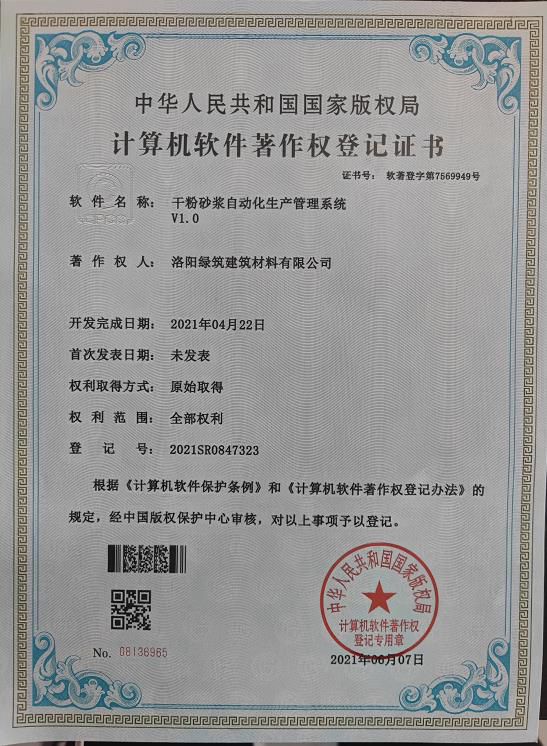 中华人民共和国国家版权局
计算机软件著作权登记证书
证书号： 软著登字第7569949号
软件名称： 干粉砂浆自动化生产管理系统
V1.0
著作权人： 洛阳绿筑建筑材料有限公司
开发完成日期： 2021年04月22日
首次发表日期： 未发表
权利取得方式： 原始取得
权利范围： 全部权利
登记号： 2021SR0847323
根据《计算机软件保护条例》和《计算机软件著作权登记办法》的
规定，经中国版权保护中心审核，对以上事项予以登记。
中华人民共和国国家版权局
计算机软件著作权
登记专用章
No. 08136965
2021年06月07日